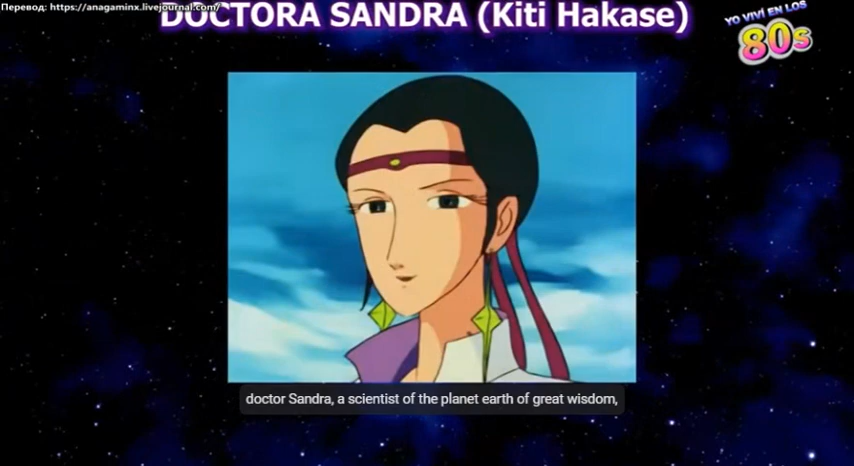 Перевод: https://anagaminx.livejournal.com/
DOCTORA SANDRA (Kiti Hakase)
YO VIVÍ EN LOS
80s
doctor Sandra, a scientist of the planet earth of great wisdom,